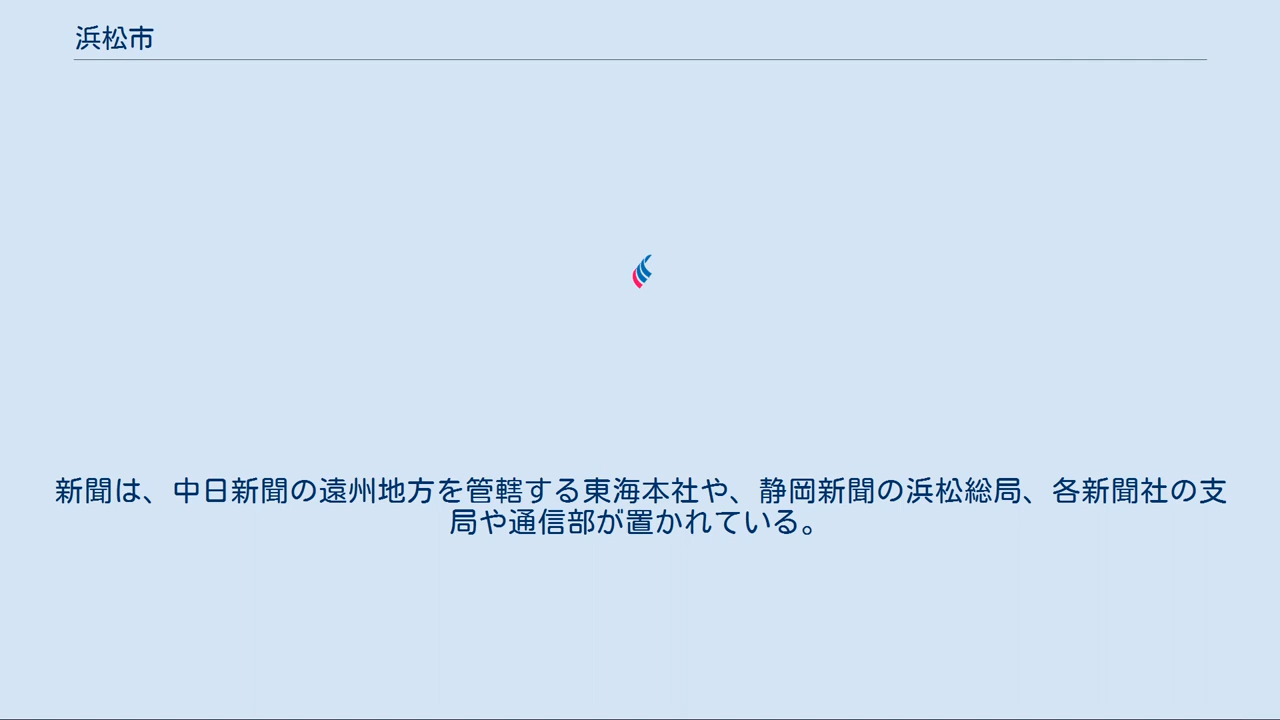 浜松市
新聞は、中日新聞の遠州地方を管轄する東海本社や、静岡新聞の浜松総局、各新聞社の支
局や通信部が置かれている。